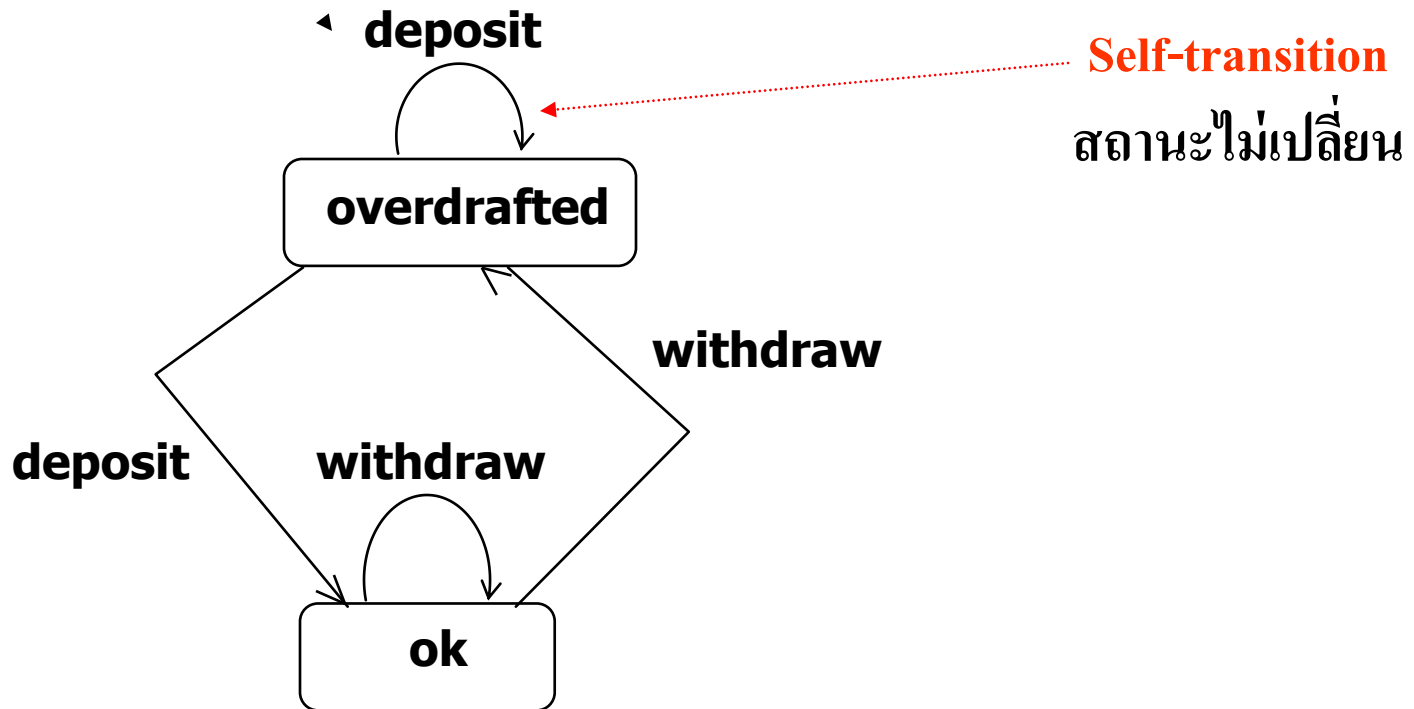 deposit
Self-transition
สถานะไม่เปลี่ยน
overdrafted
withdraw
deposit
withdraw
ok